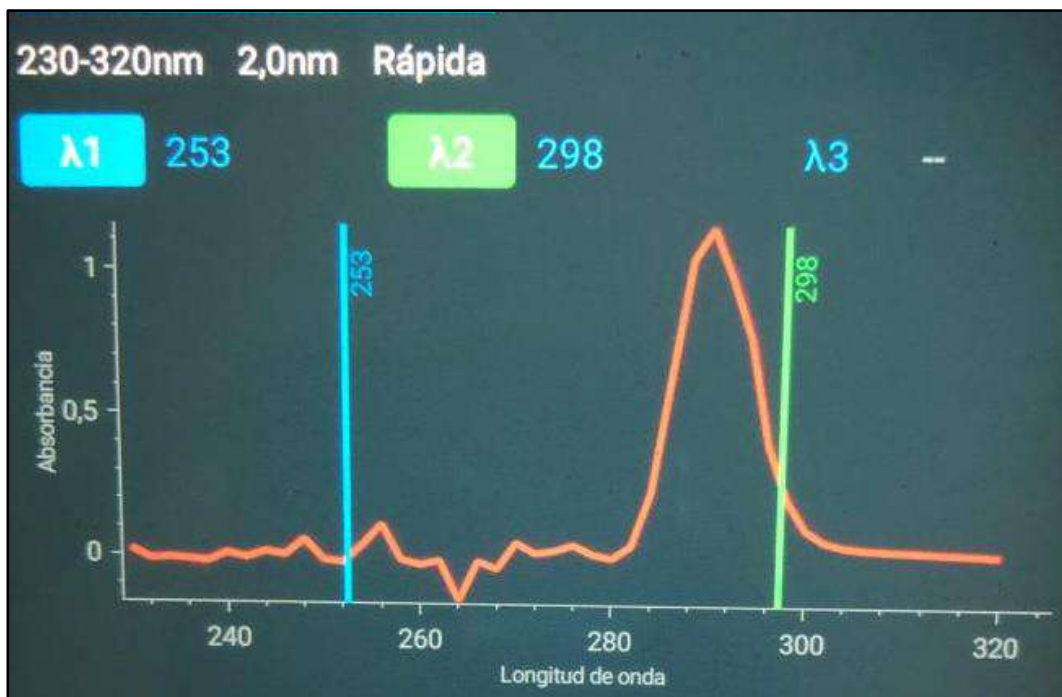 230-320nm 2,0nm Rápida
λ1 253 λ2 298 λ3 --
253
298
1
0,5
0
Absorbancia
240 260 280 300 320
Longitud de onda